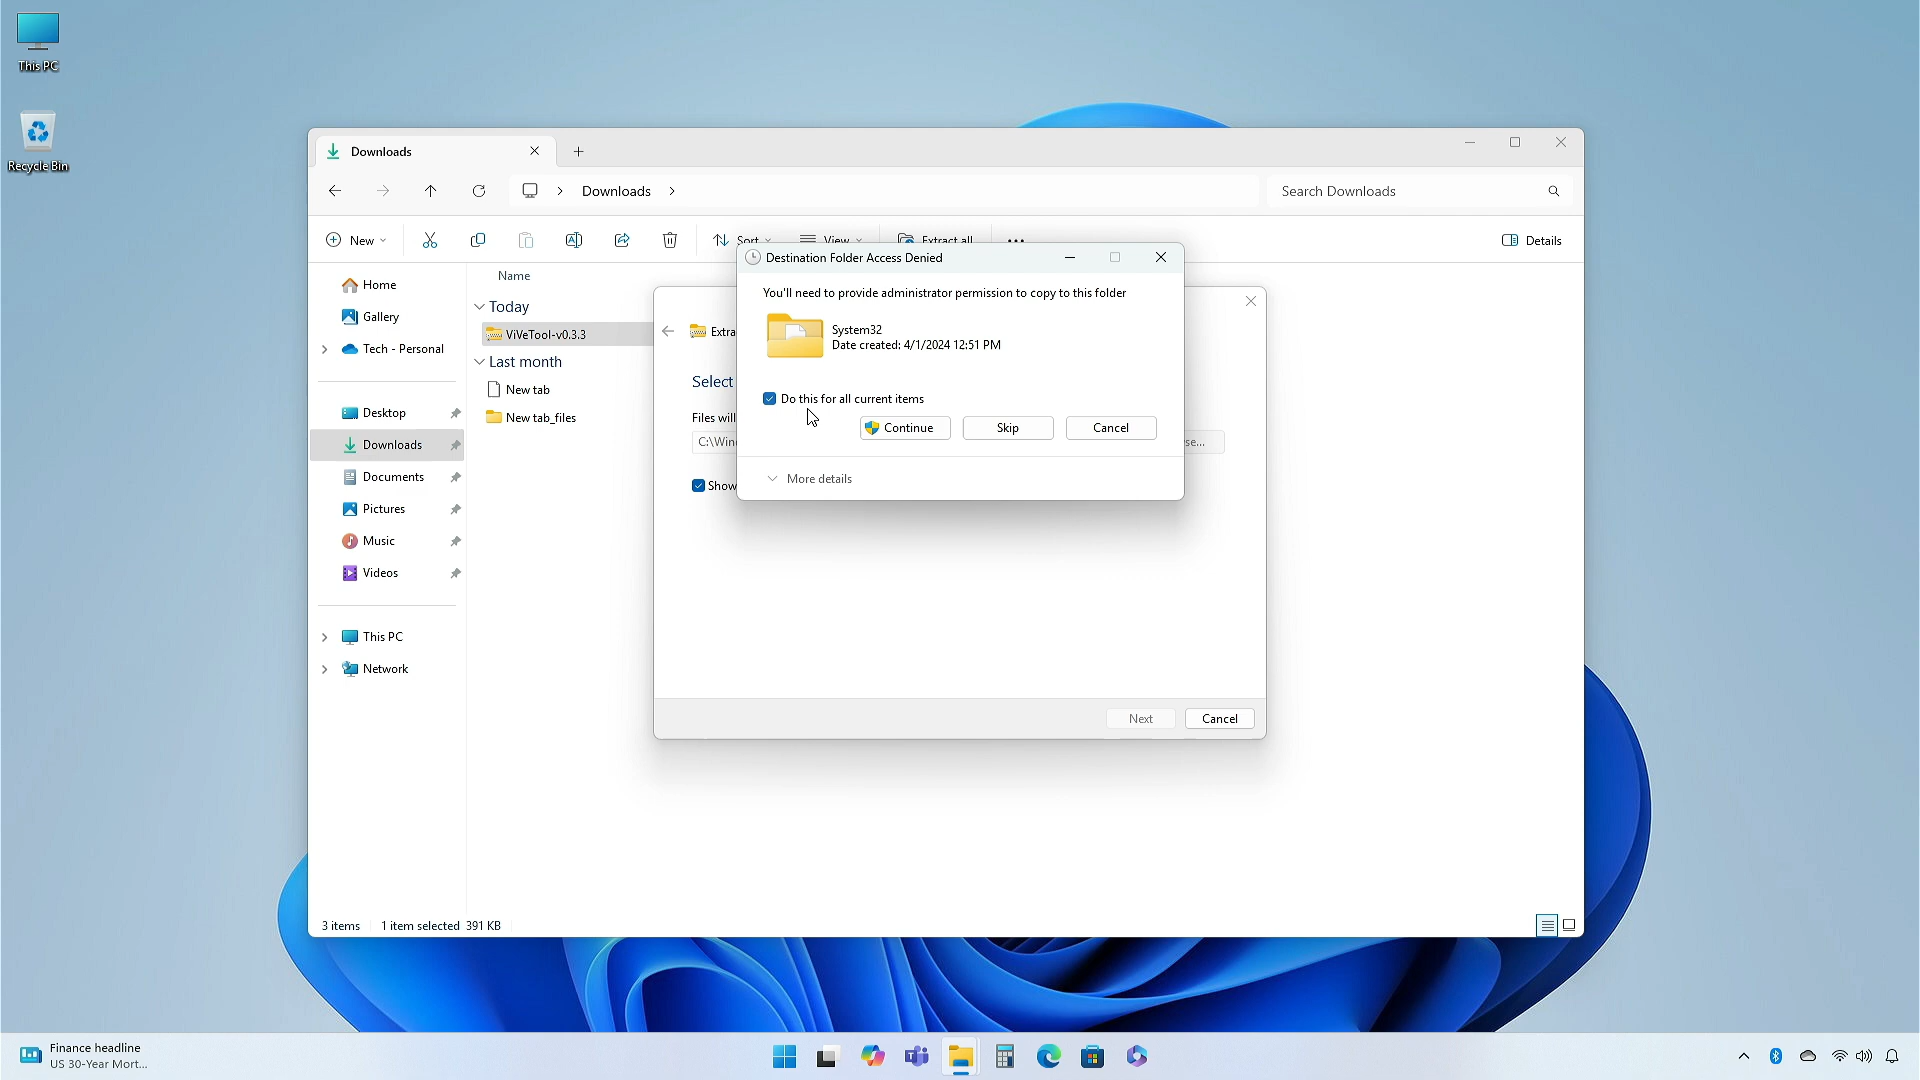 This PC
Recycle Bin
Downloads
Downloads
Search Downloads
New
Sort
View
Extract all
Details
Destination Folder Access Denied
You'll need to provide administrator permission to copy to this folder
System32
Date created: 4/1/2024 12:51 PM
Do this for all current items
Continue
Skip
Cancel
More details
Home
Gallery
Tech - Personal
Desktop
Downloads
Documents
Pictures
Music
Videos
This PC
Network
Name
Today
ViVeTool-v0.3.3
Last month
New tab
New tab_files
Extra
Select
Files will
C:\Win
se...
Show
Next
Cancel
3 items
1 item selected 391 KB
Finance headline
US 30-Year Mort...